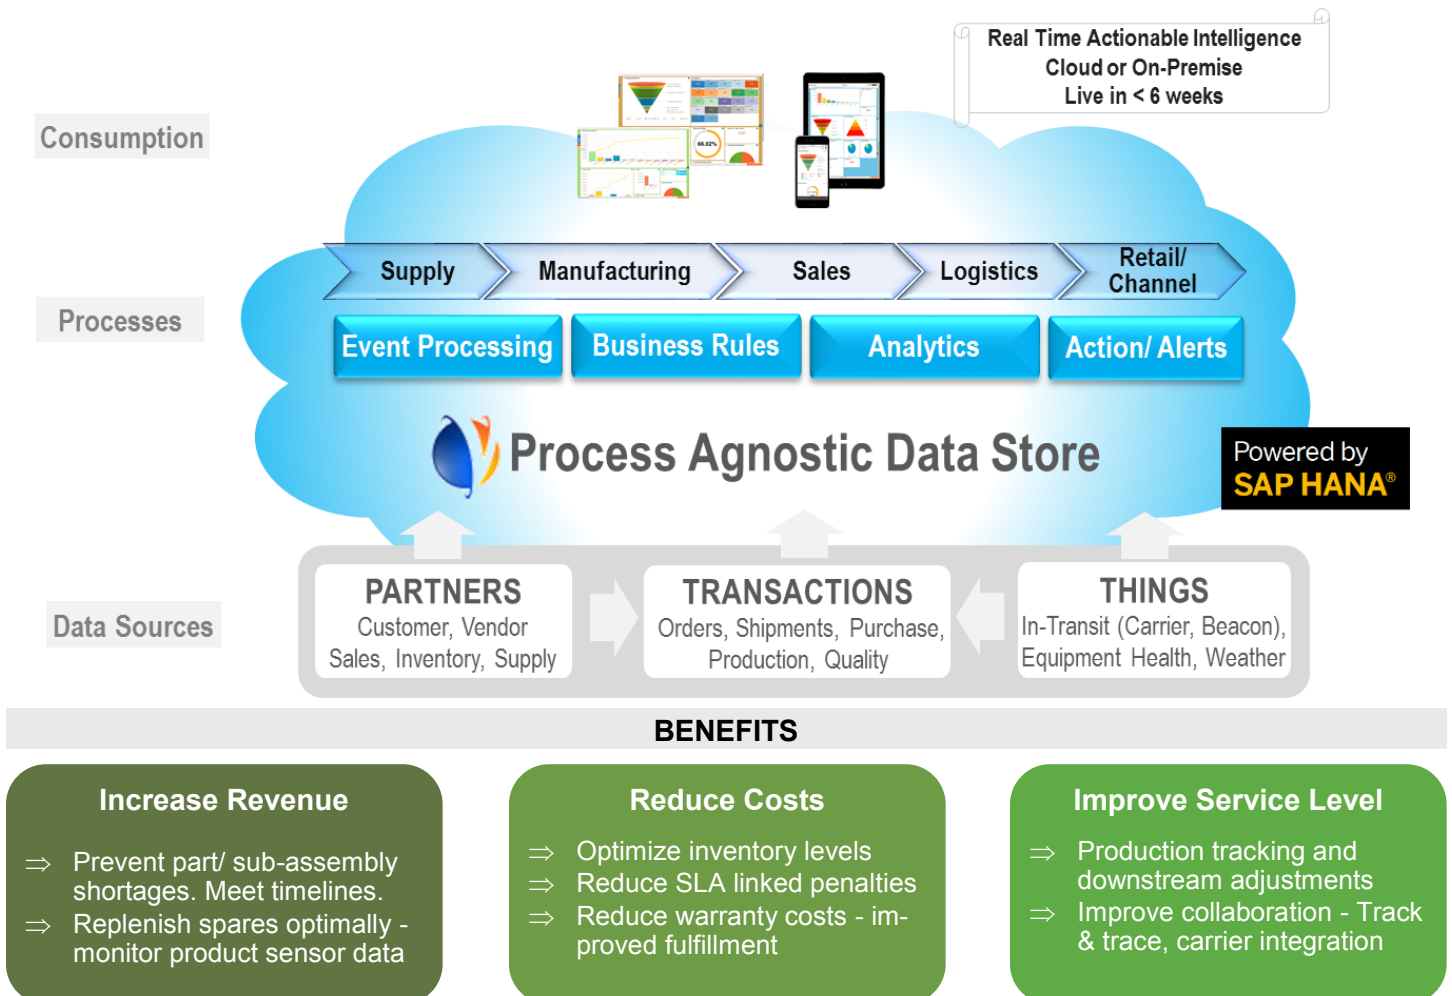 Real Time Actionable Intelligence
Cloud or On-Premise
Live in < 6 weeks
Consumption
66.02%
Supply
Manufacturing
Sales
Logistics
Retail/
Channel
Processes
Event Processing
Business Rules
Analytics
Action/ Alerts
Process Agnostic Data Store
Powered by
SAP HANA®
Data Sources
PARTNERS
Customer, Vendor
Sales, Inventory, Supply
TRANSACTIONS
Orders, Shipments, Purchase,
Production, Quality
THINGS
In-Transit (Carrier, Beacon),
Equipment Health, Weather
BENEFITS
Increase Revenue
⇒ Prevent part/ sub-assembly
shortages. Meet timelines.
⇒ Replenish spares optimally -
monitor product sensor data
Reduce Costs
⇒ Optimize inventory levels
⇒ Reduce SLA linked penalties
⇒ Reduce warranty costs - im-
proved fulfillment
Improve Service Level
⇒ Production tracking and
downstream adjustments
⇒ Improve collaboration - Track
& trace, carrier integration